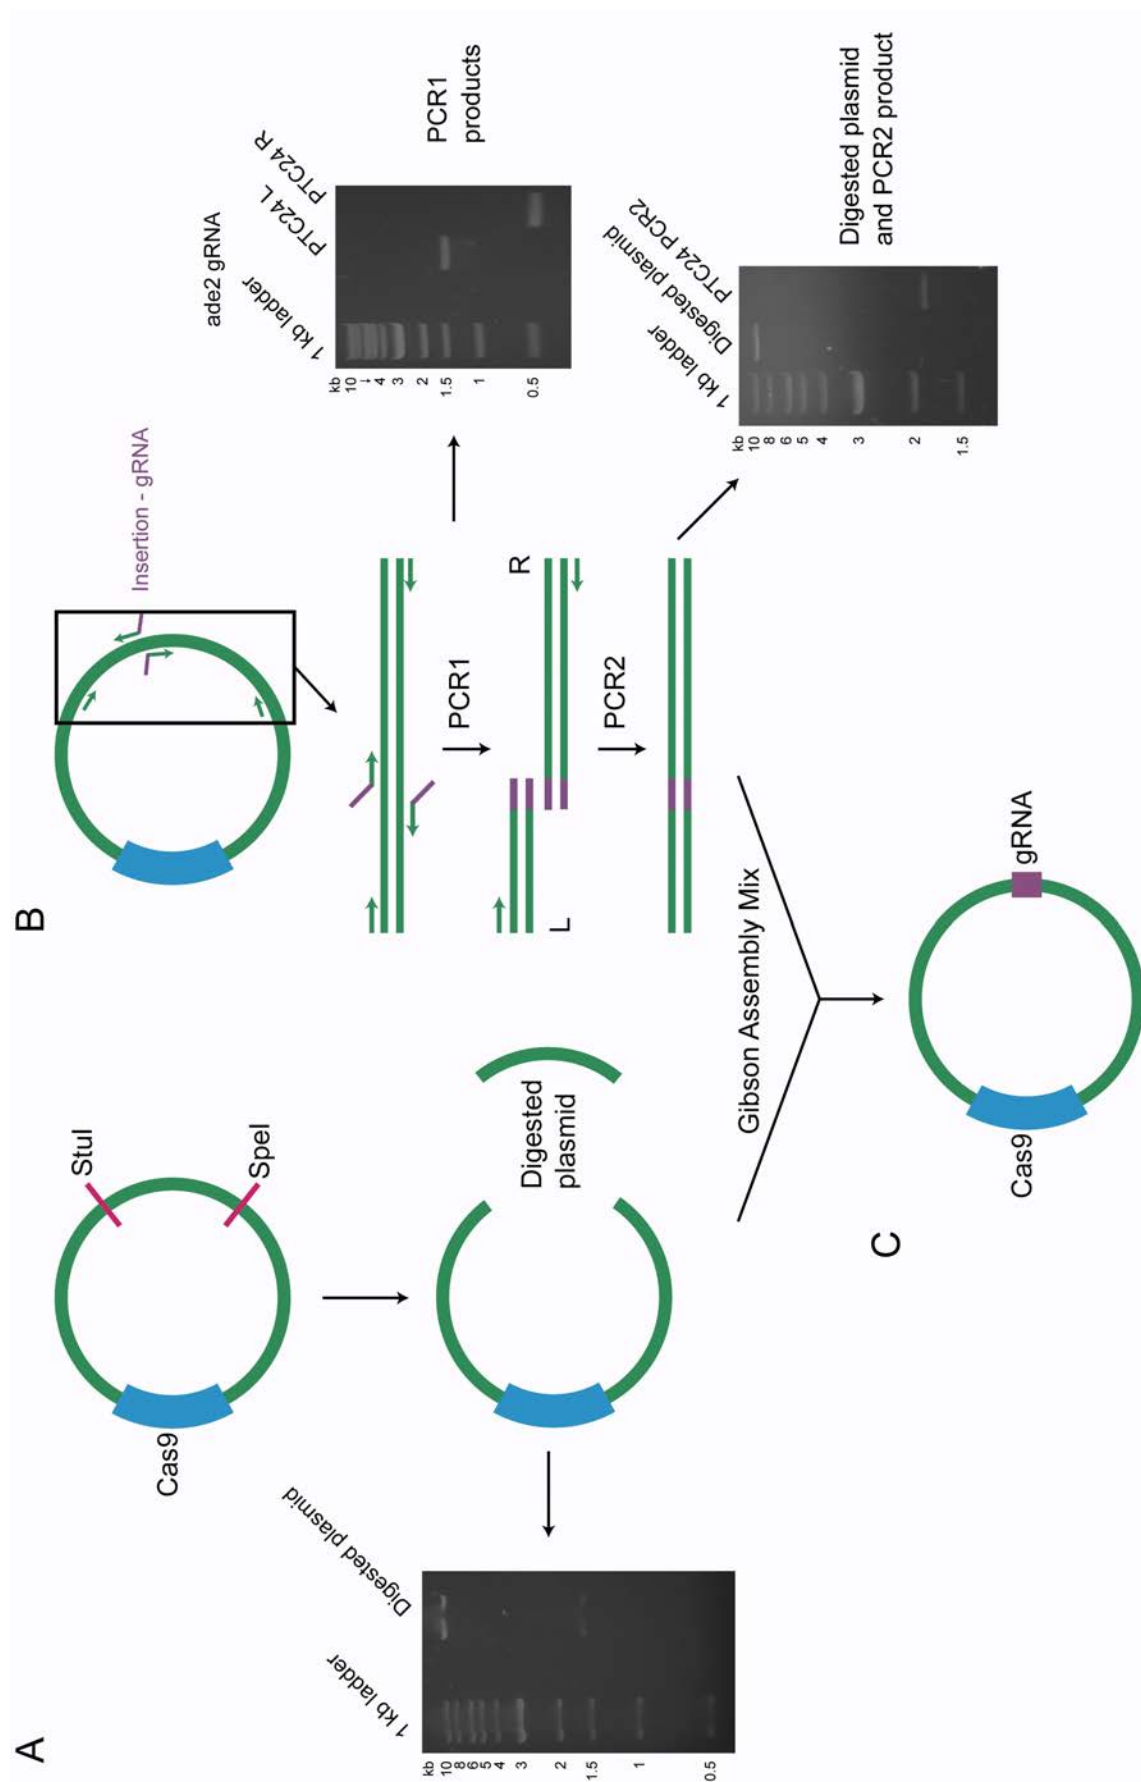 A
Cas9
StuI
SpeI
Digested
plasmid
1 kb ladder
Digested plasmid
kb
10
8
6
5
4
3
2
1.5
1
0.5
B
Insertion - gRNA
PCR1
L
R
PCR2
ade2 gRNA
1 kb ladder
PTC24 L
PTC24 R
kb
10
↓
4
3
2
1.5
1
0.5
PCR1
products
1 kb ladder
Digested plasmid
PTC24 PCR2
kb
10
8
6
5
4
3
2
1.5
Digested plasmid
and PCR2 product
Gibson Assembly Mix
C
Cas9
gRNA